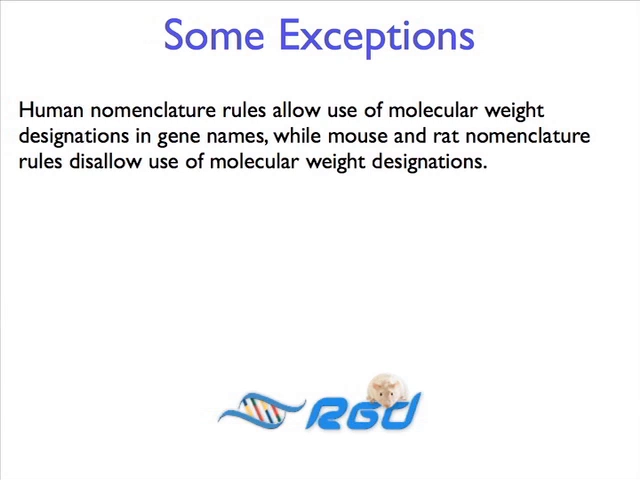 Some Exceptions
Human nomenclature rules allow use of molecular weight
designations in gene names, while mouse and rat nomenclature
rules disallow use of molecular weight designations.
RGD